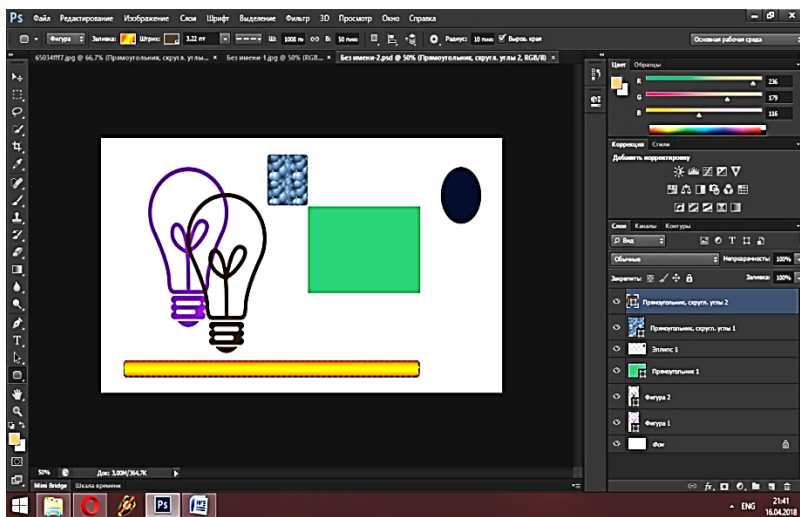 Ps Файл Редактирование Изображение Слои Шрифт Выделение Фильтр 3D Просмотр Окно Справка
Фигура Заливка: Штрих: 3,22 пт Ш: 1008 пи В: 50 пикс Радиус: 10 пикс Выровн. края Основная рабочая среда
65034fff7.jpg @ 66,7% (Прямоугольник, скругл. углы... × Без имени-1.jpg @ 50% (RGB... × Без имени-2.psd @ 50% (Прямоугольник, скругл. углы 2, RGB/8) ×
Цвет Образцы
R 236
G 179
B 116
Коррекция Стили
Добавить корректировку
Слои Каналы Контуры
Вид
Обычные Непрозрачность: 100%
Закрепить: Заливка: 100%
Прямоугольник, скругл. углы 2
Прямоугольник, скругл. углы 1
Эллипс 1
Прямоугольник 1
Фигура 2
Фигура 1
Фон
50% Док: 3,00M/364,7K
Mini Bridge Шкала времени
ENG 21:41
16.04.2018